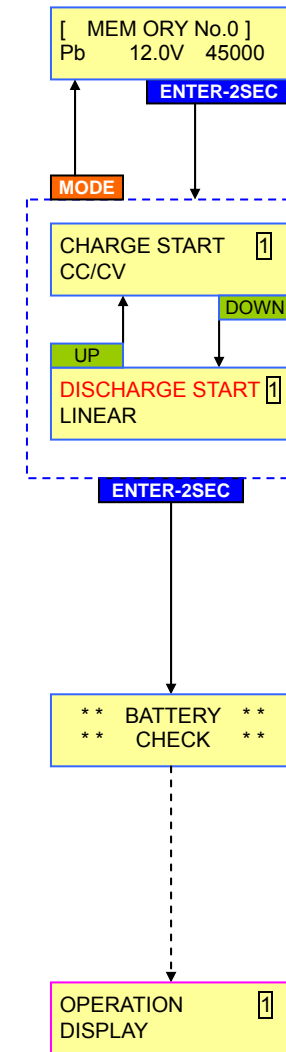 [ MEM ORY No.0 ]
Pb 12.0V 45000
ENTER-2SEC
MODE
CHARGE START 1
CC/CV
DOWN
UP
DISCHARGE START 1
LINEAR
ENTER-2SEC
* * BATTERY * *
* * CHECK * *
OPERATION 1
DISPLAY